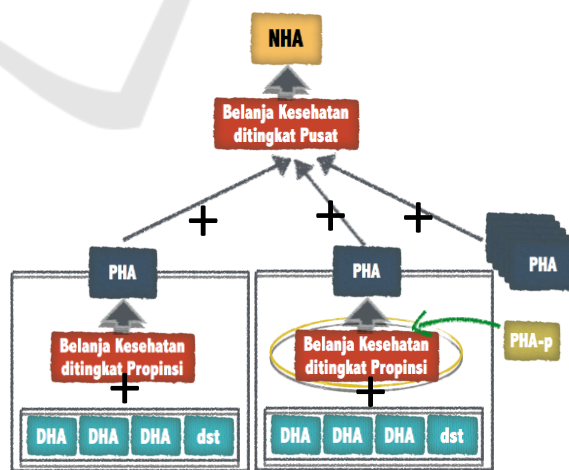 NHA
Belanja Kesehatan
ditingkat Pusat
+
+
+
PHA
PHA
PHA
Belanja Kesehatan
ditingkat Propinsi
Belanja Kesehatan
ditingkat Propinsi
PHA-p
+
+
DHA DHA DHA dst
DHA DHA DHA dst